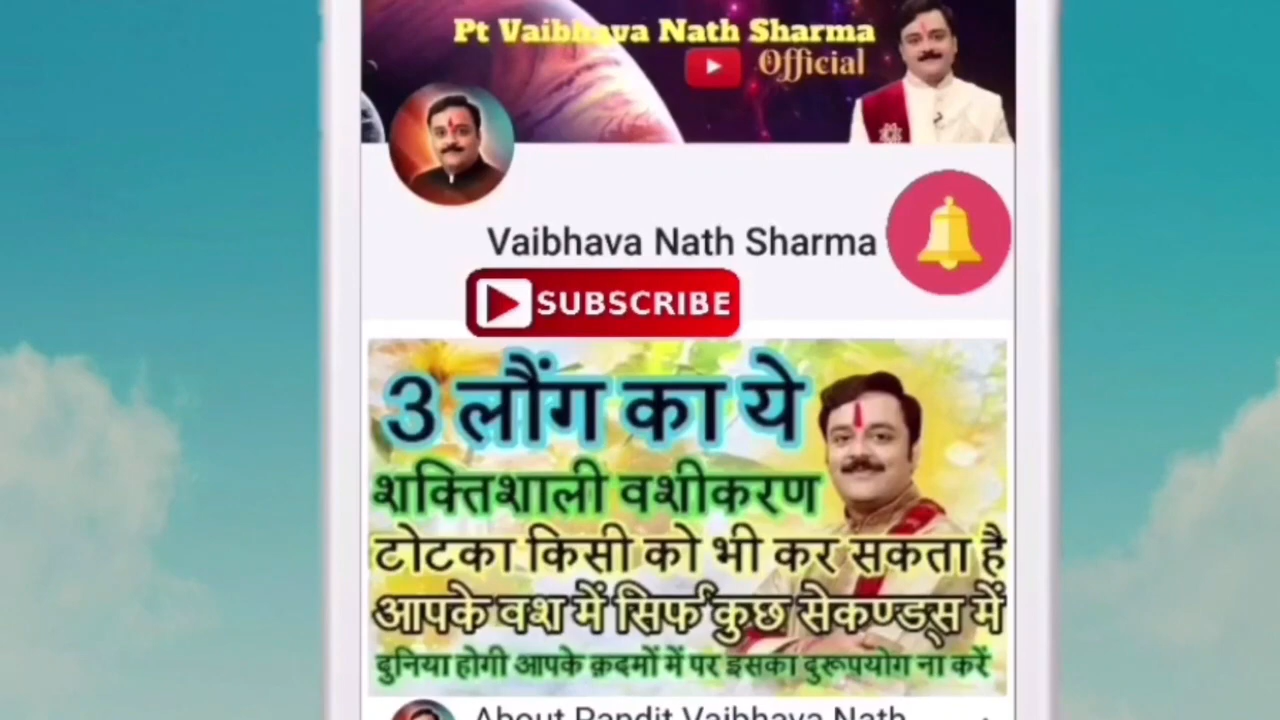 Pt Vaibhava Nath Sharma
Official
Vaibhava Nath Sharma
SUBSCRIBE
3 लौंग का ये
शक्तिशाली वशीकरण
टोटका किसी को भी कर सकता है
आपके वश में सिर्फ कुछ सेकण्ड्स में
दुनिया होगी आपके क़दमों में पर इसका दुरूपयोग ना करें
About Pandit Vaibhava Nath